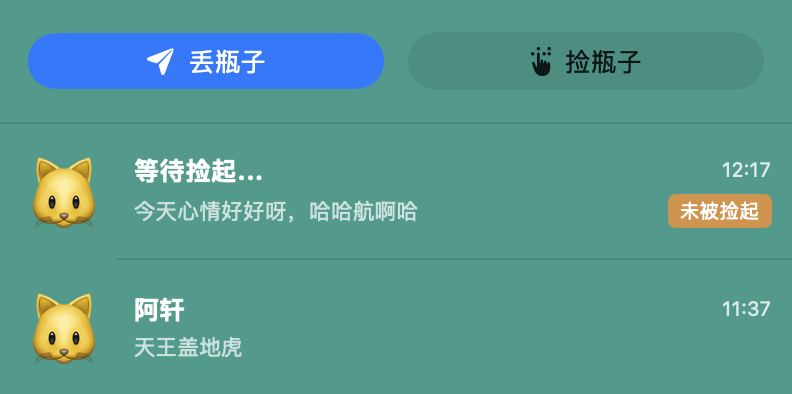 丢瓶子
捡瓶子
等待捡起...
12:17
今天心情好好呀，哈哈航啊哈
未被捡起
阿轩
11:37
天王盖地虎